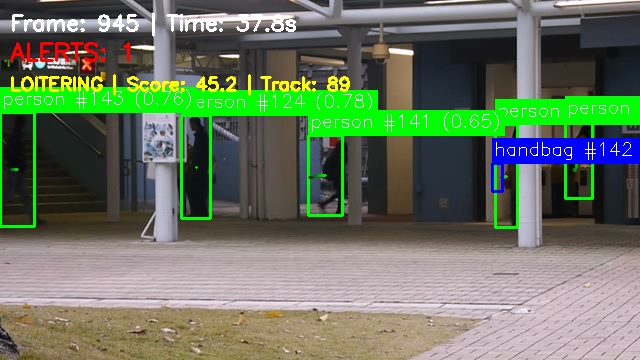 Frame: 945 | Time: 37.8s
ALERTS: 1
LOITERING | Score: 45.2 | Track: 89
person #143 (0.76)
erson #124 (0.78)
person #141 (0.65)
person
person
handbag #142